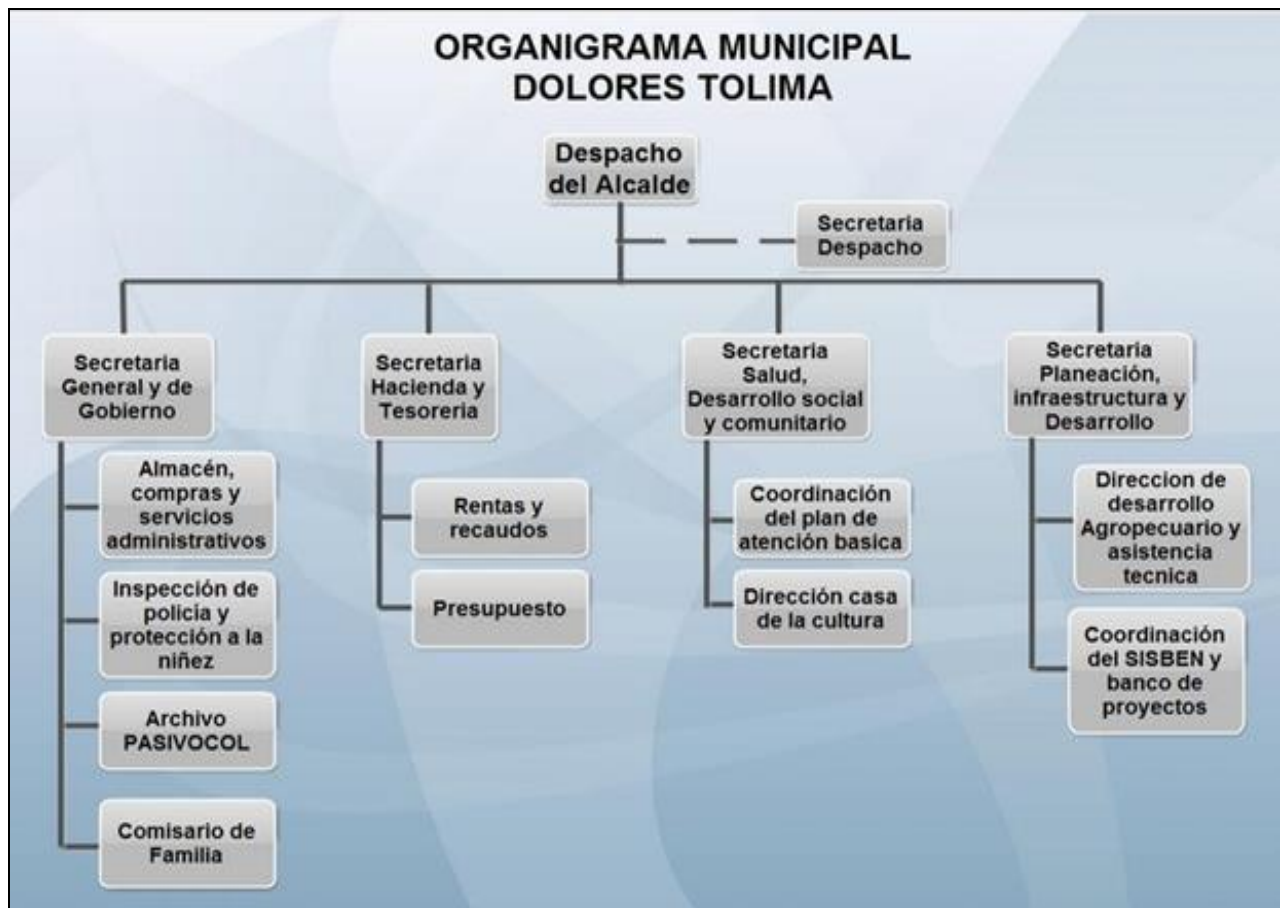 ORGANIGRAMA MUNICIPAL
DOLORES TOLIMA
Despacho
del Alcalde
Secretaria
Despacho
Secretaria
General y de
Gobierno
Almacén,
compras y
servicios
administrativos
Inspección de
policia y
protección a la
niñez
Archivo
PASIVOCOL
Comisario de
Familia
Secretaria
Hacienda y
Tesoreria
Rentas y
recaudos
Presupuesto
Secretaria
Salud,
Desarrollo social
y comunitario
Coordinación
del plan de
atención basica
Dirección casa
de la cultura
Secretaria
Planeación,
infraestructura y
Desarrollo
Direccion de
desarrollo
Agropecuario y
asistencia
tecnica
Coordinación
del SISBEN y
banco de
proyectos